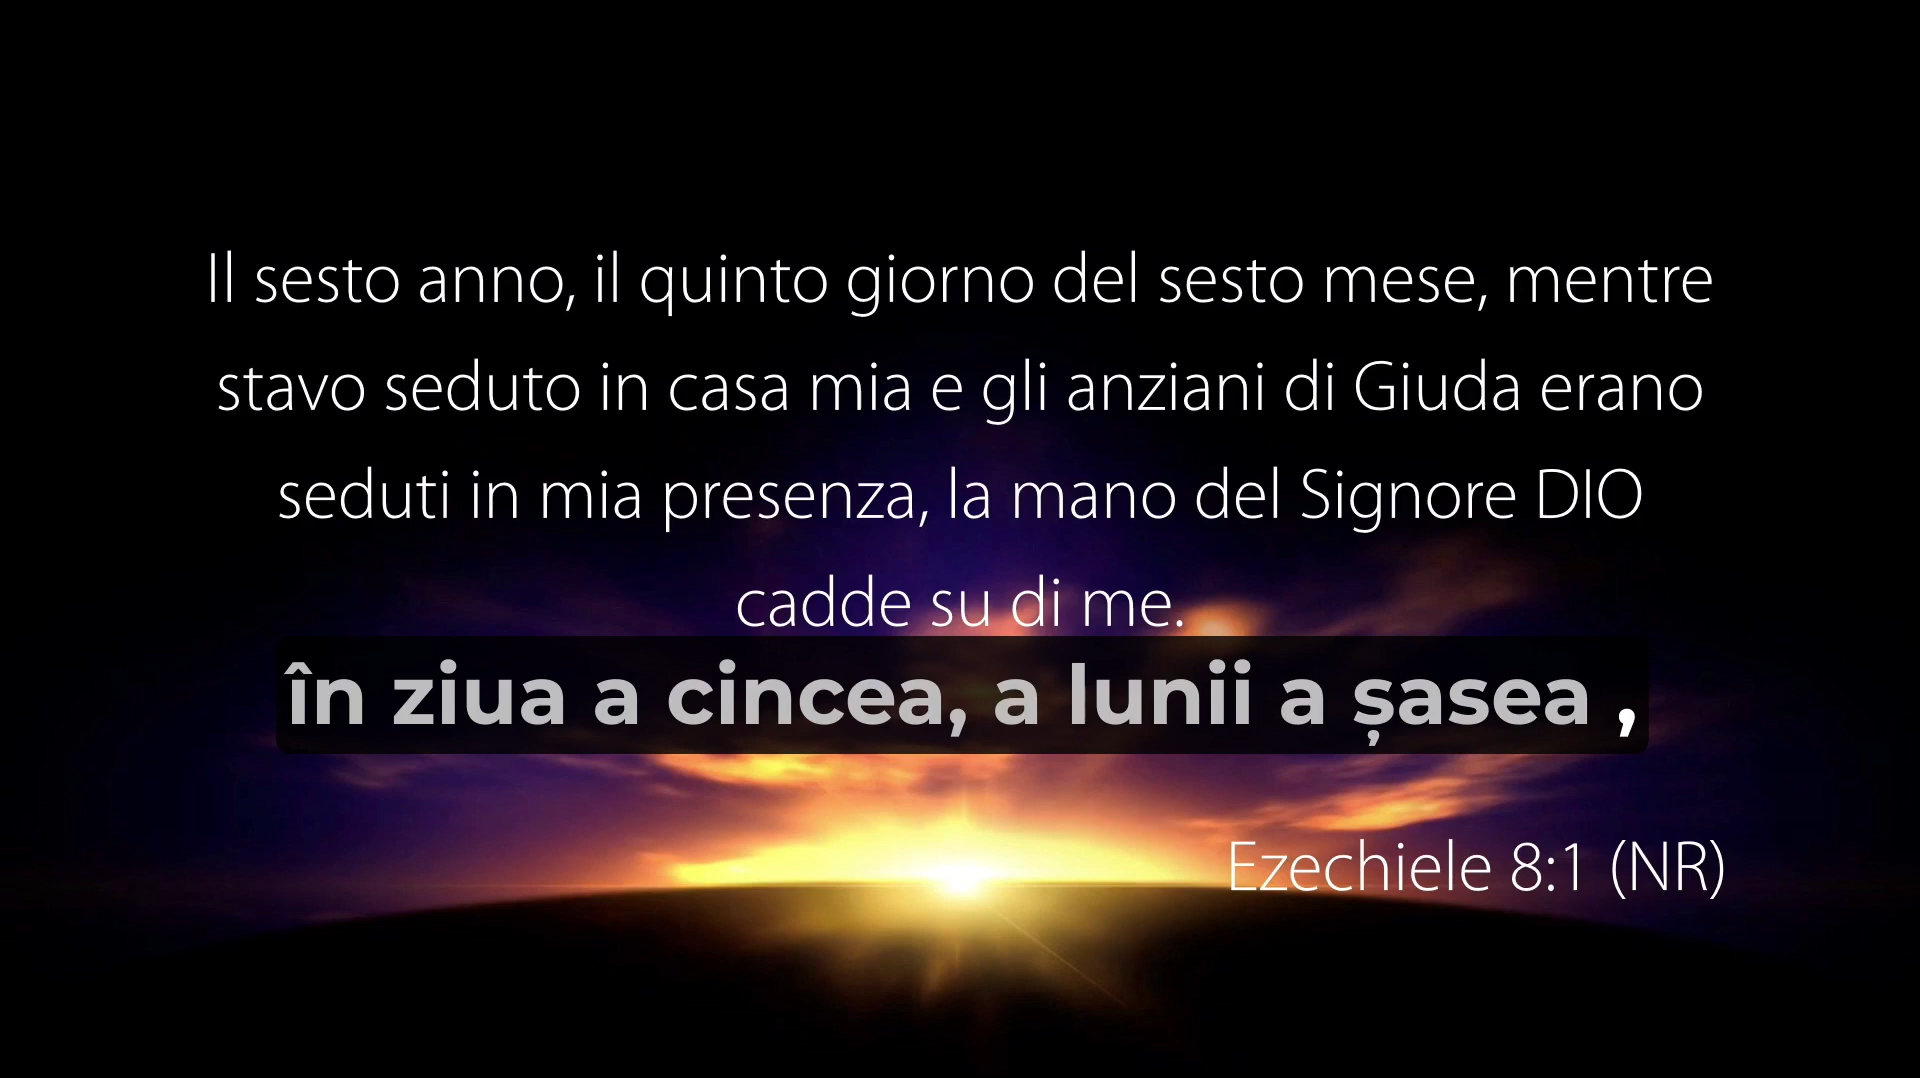 Il sesto anno, il quinto giorno del sesto mese, mentre
stavo seduto in casa mia e gli anziani di Giuda erano
seduti in mia presenza, la mano del Signore DIO
cadde su di me.
în ziua a cincea, a lunii a șasea ,
Ezechiele 8:1 (NR)